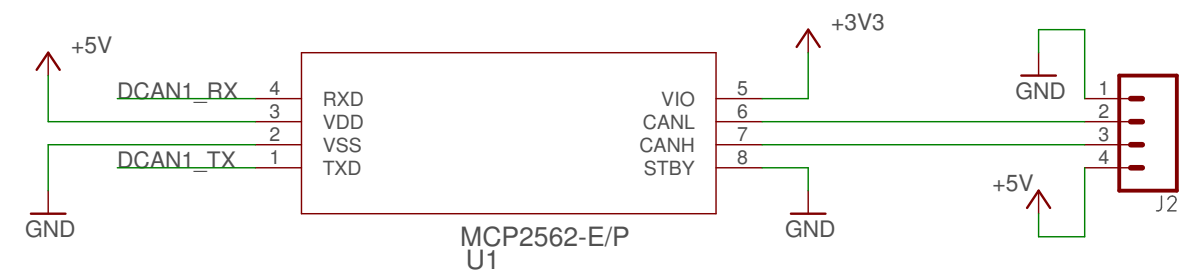 +5V
+3V3
DCAN1_RX 4 RXD VIO 5 GND 1
3 VDD CANL 6 2
2 VSS CANH 7 3
DCAN1_TX 1 TXD STBY 8 4
+5V
J2
GND GND
MCP2562-E/P
U1